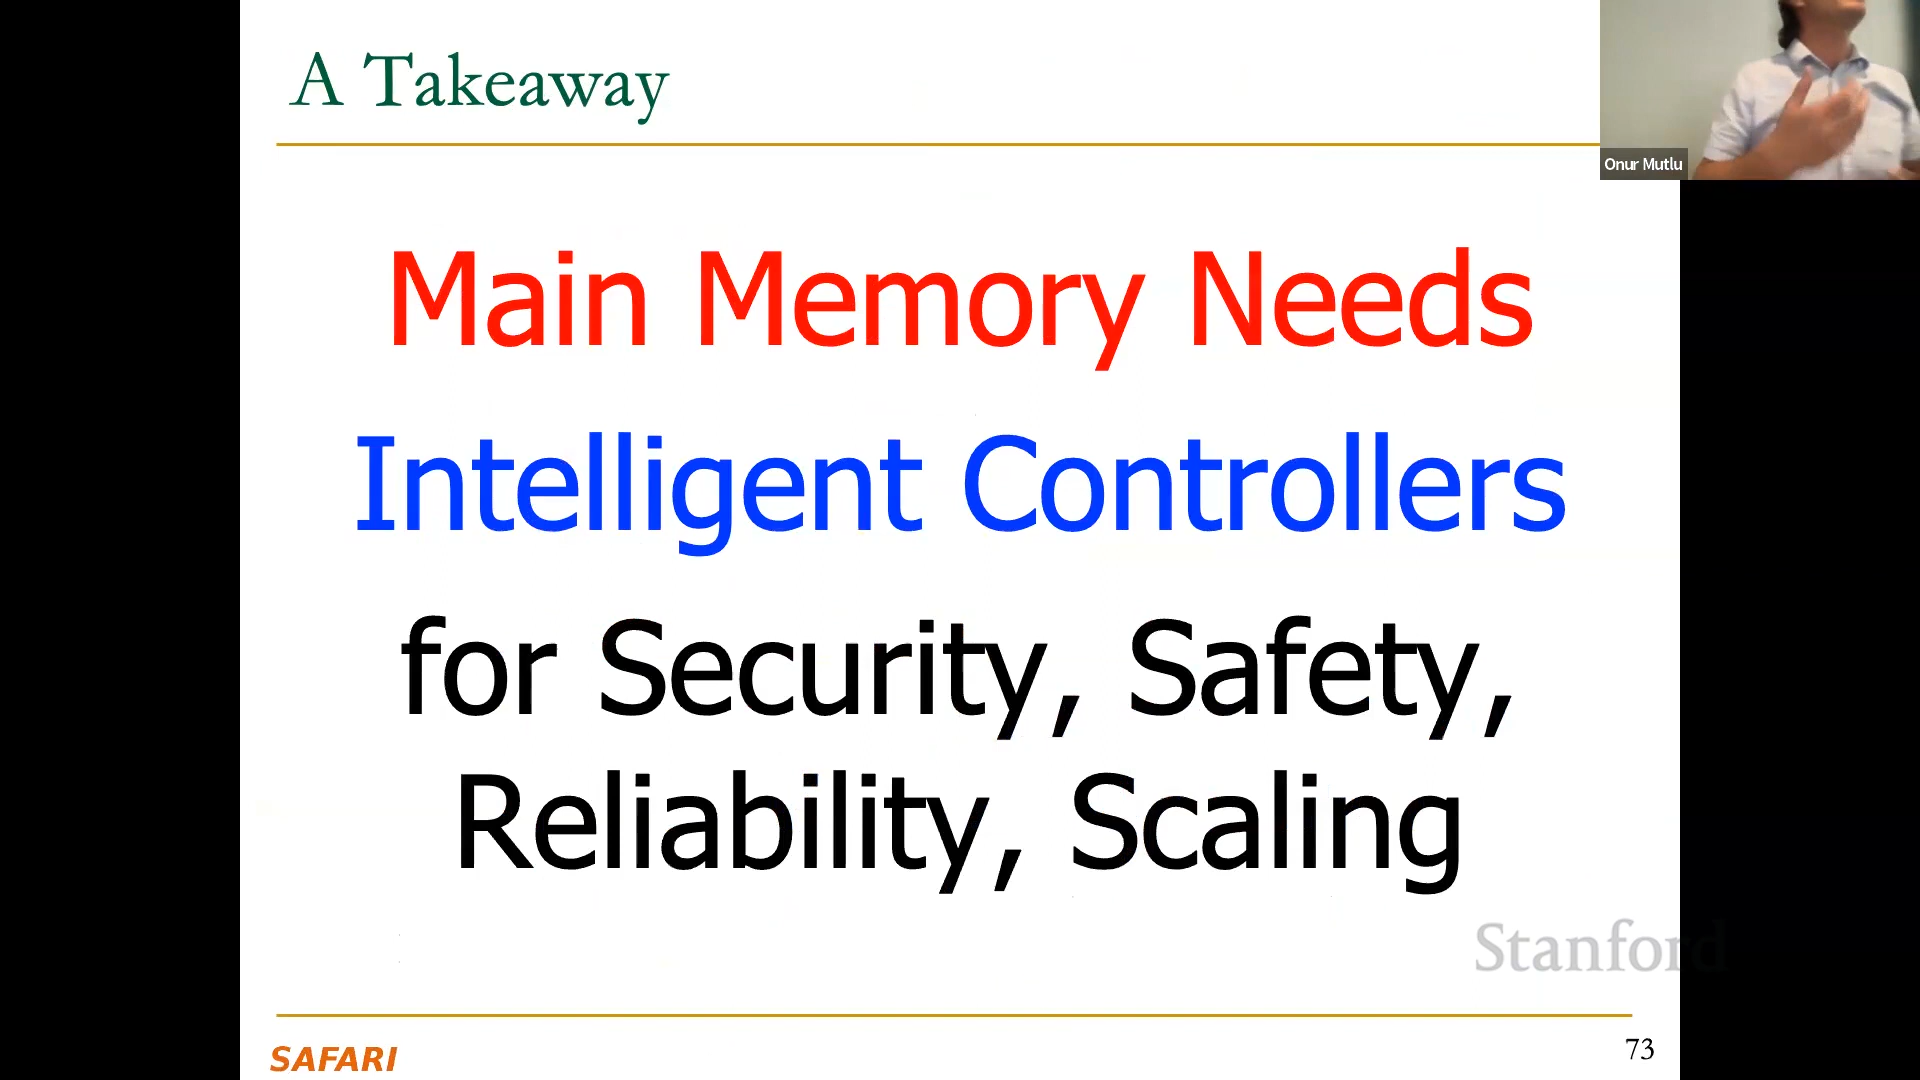 A Takeaway
Onur Mutlu
Main Memory Needs
Intelligent Controllers
for Security, Safety,
Reliability, Scaling
Stanford
SAFARI
73